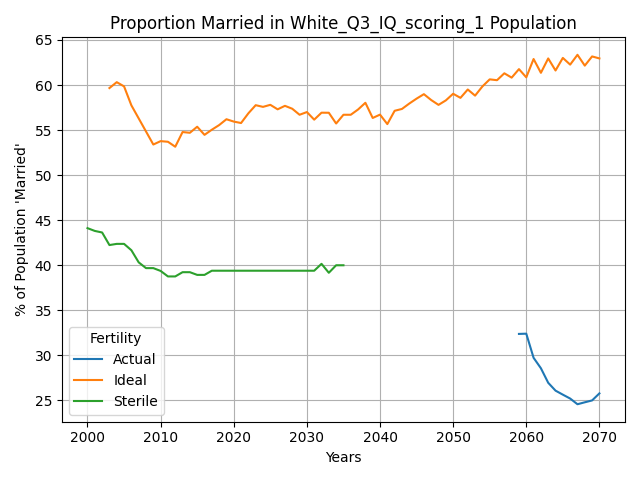 Proportion Married in White_Q3_IQ_scoring_1 Population
% of Population 'Married'
65
60
55
50
45
40
35
30
25
Fertility
Actual
Ideal
Sterile
2000 2010 2020 2030 2040 2050 2060 2070
Years